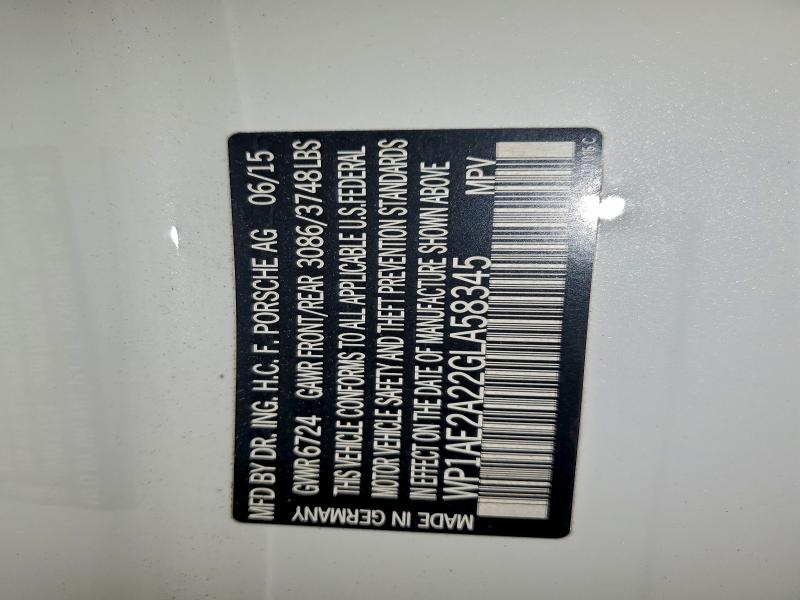 MFD BY DR. ING. H.C. F. PORSCHE AG 06/15
GVWR 6724 GAWR FRONT/REAR 3086/3748 LBS
THIS VEHICLE CONFORMS TO ALL APPLICABLE U.S. FEDERAL
MOTOR VEHICLE SAFETY AND THEFT PREVENTION STANDARDS
IN EFFECT ON THE DATE OF MANUFACTURE SHOWN ABOVE
WP1AE2A22GLA58345 MPV
MADE IN GERMANY